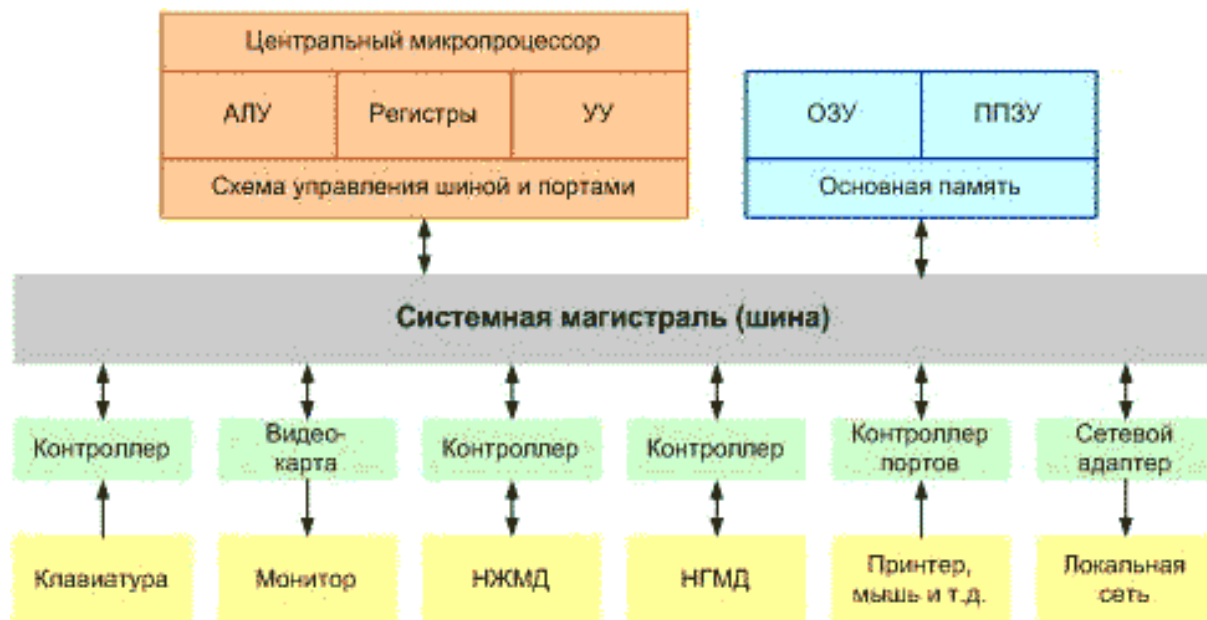 Центральный микропроцессор
АЛУ
Регистры
УУ
Схема управления шиной и портами
ОЗУ
ППЗУ
Основная память
Системная магистраль (шина)
Контроллер
Видео-
карта
Контроллер
Контроллер
Контроллер
портов
Сетевой
адаптер
Клавиатура
Монитор
НЖМД
НГМД
Принтер,
мышь и т.д.
Локальная
сеть